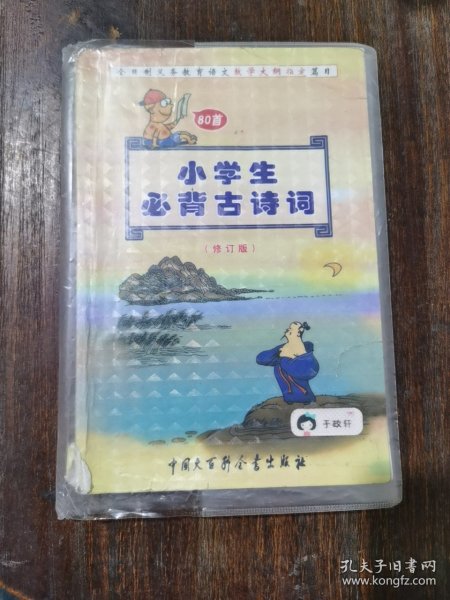 全日制义务教育语文教学大纲指定篇目
80首
小学生
必背古诗词
(修订版)
于政轩
中国大百科全书出版社
孔夫子旧书网
www.kongfz.com